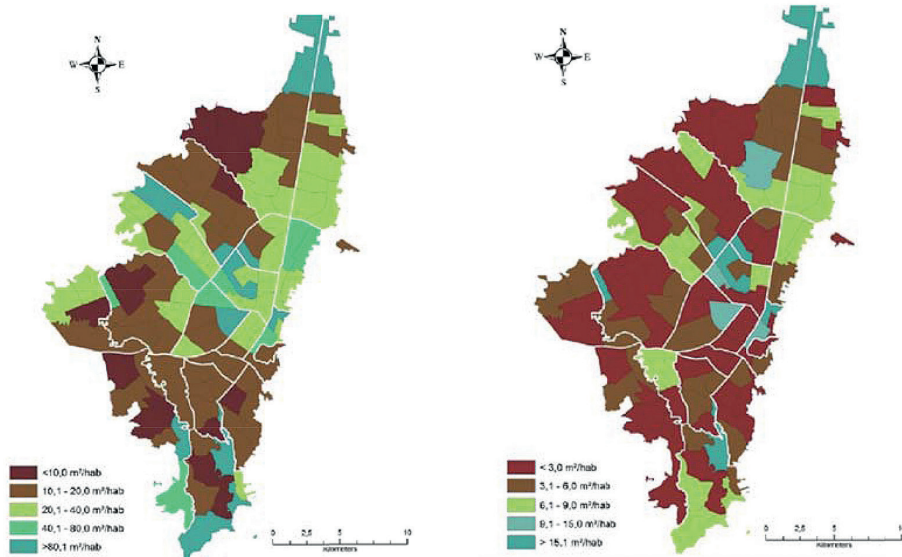 N
W E
S
<10,0 m²/hab
10,1 - 20,0 m²/hab
20,1 - 40,0 m²/hab
40,1 - 80,0 m²/hab
>80,1 m²/hab
0 2,5 5 10
Kilometers
N
W E
S
< 3,0 m²/hab
3,1 - 6,0 m²/hab
6,1 - 9,0 m²/hab
9,1 - 15,0 m²/hab
> 15,1 m²/hab
0 2,5 5 10
Kilometers